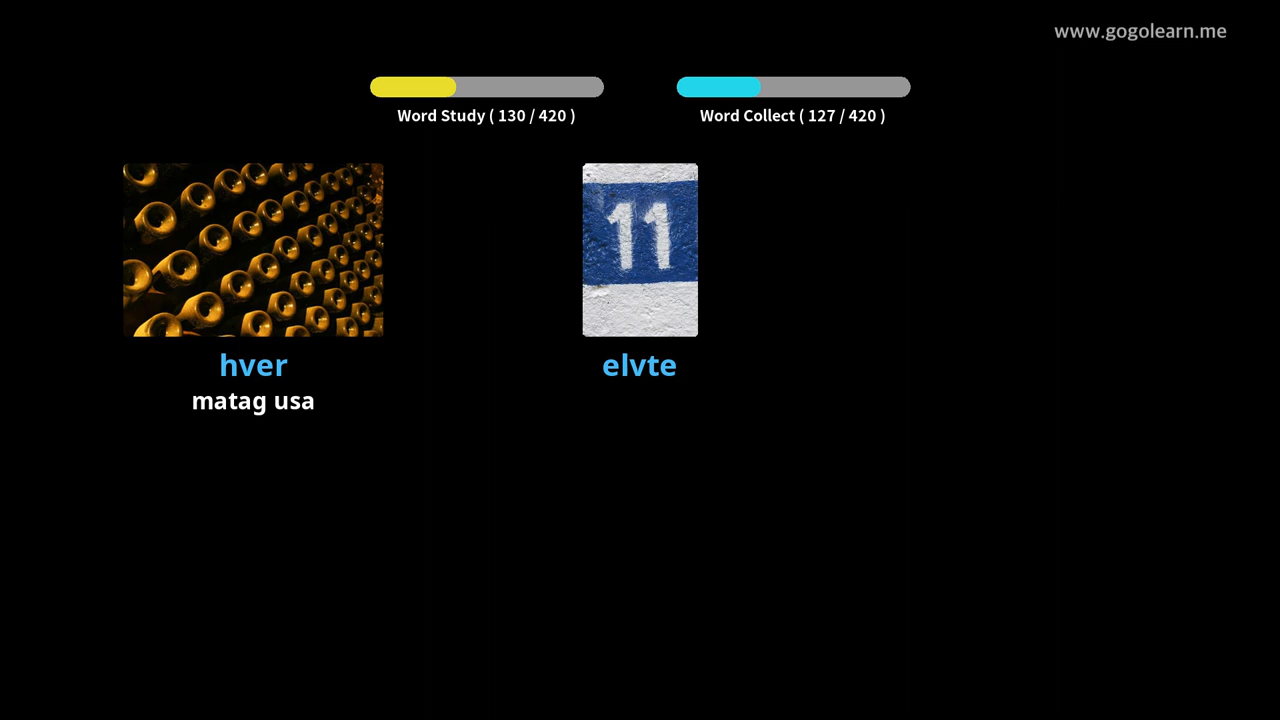 www.gogolearn.me
Word Study ( 130 / 420 )
Word Collect ( 127 / 420 )
11
hver
elvte
matag usa